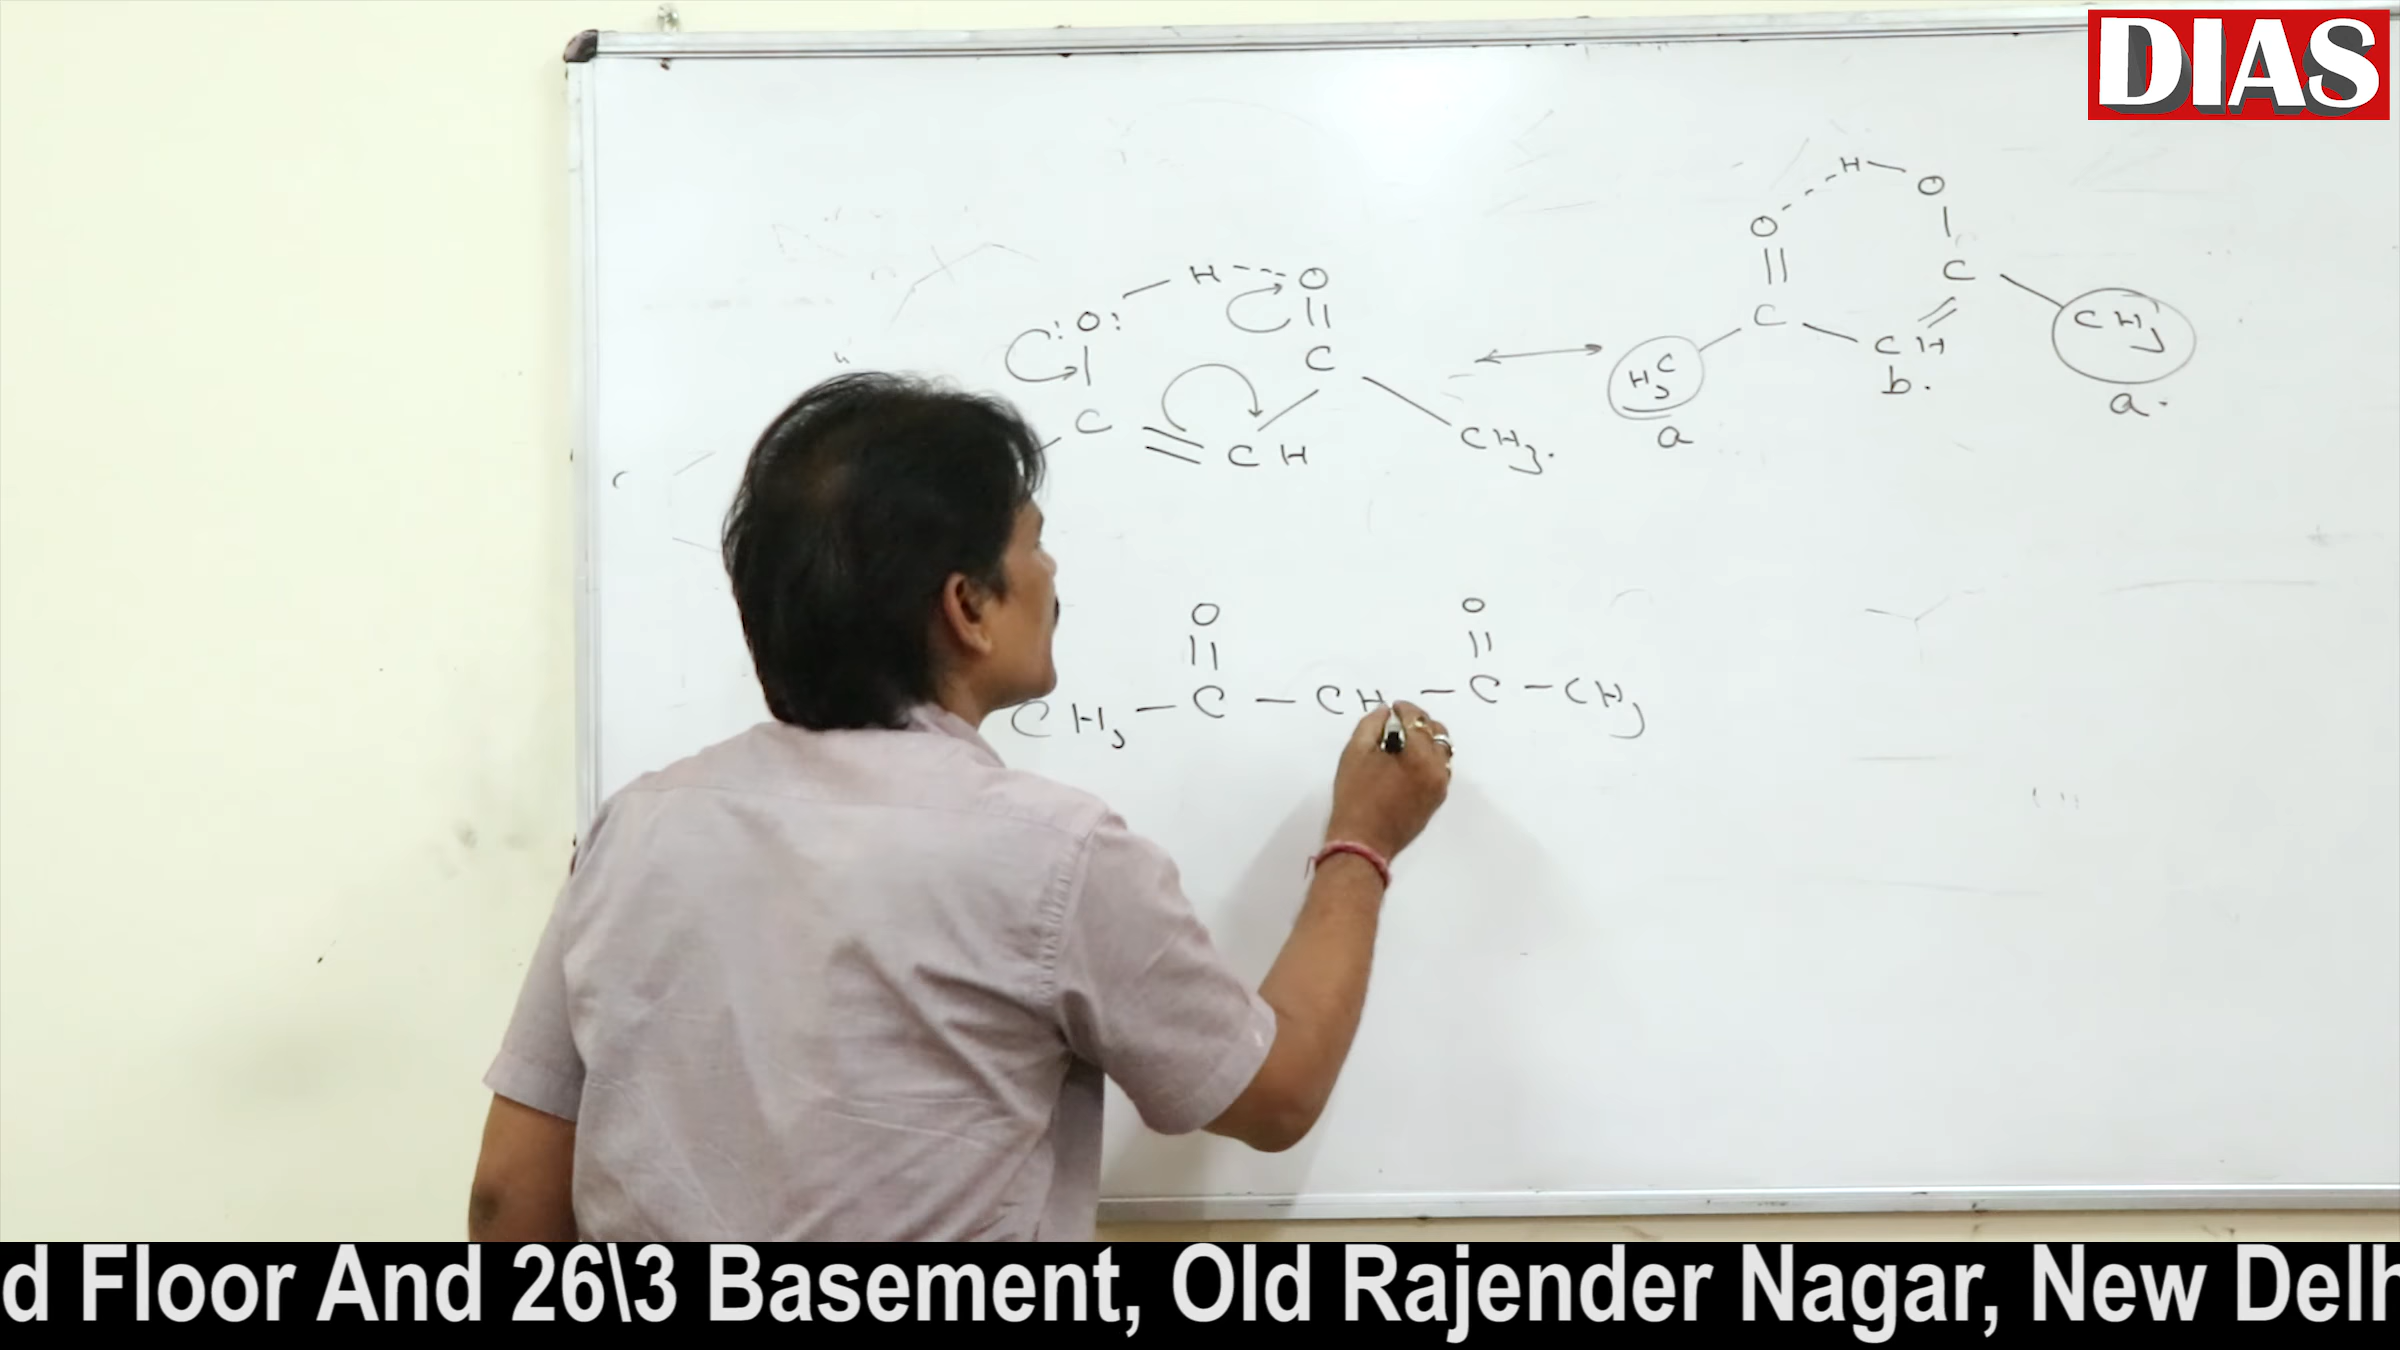 DIAS
H — O
O
||
C
C
H3C
CH
CH3
b.
a
a.
H --- O
:O:
||
C
C
CH
CH3.
O
O
||
||
CH3 — C — CH — C — CH3
d Floor And 26\3 Basement, Old Rajender Nagar, New Delh